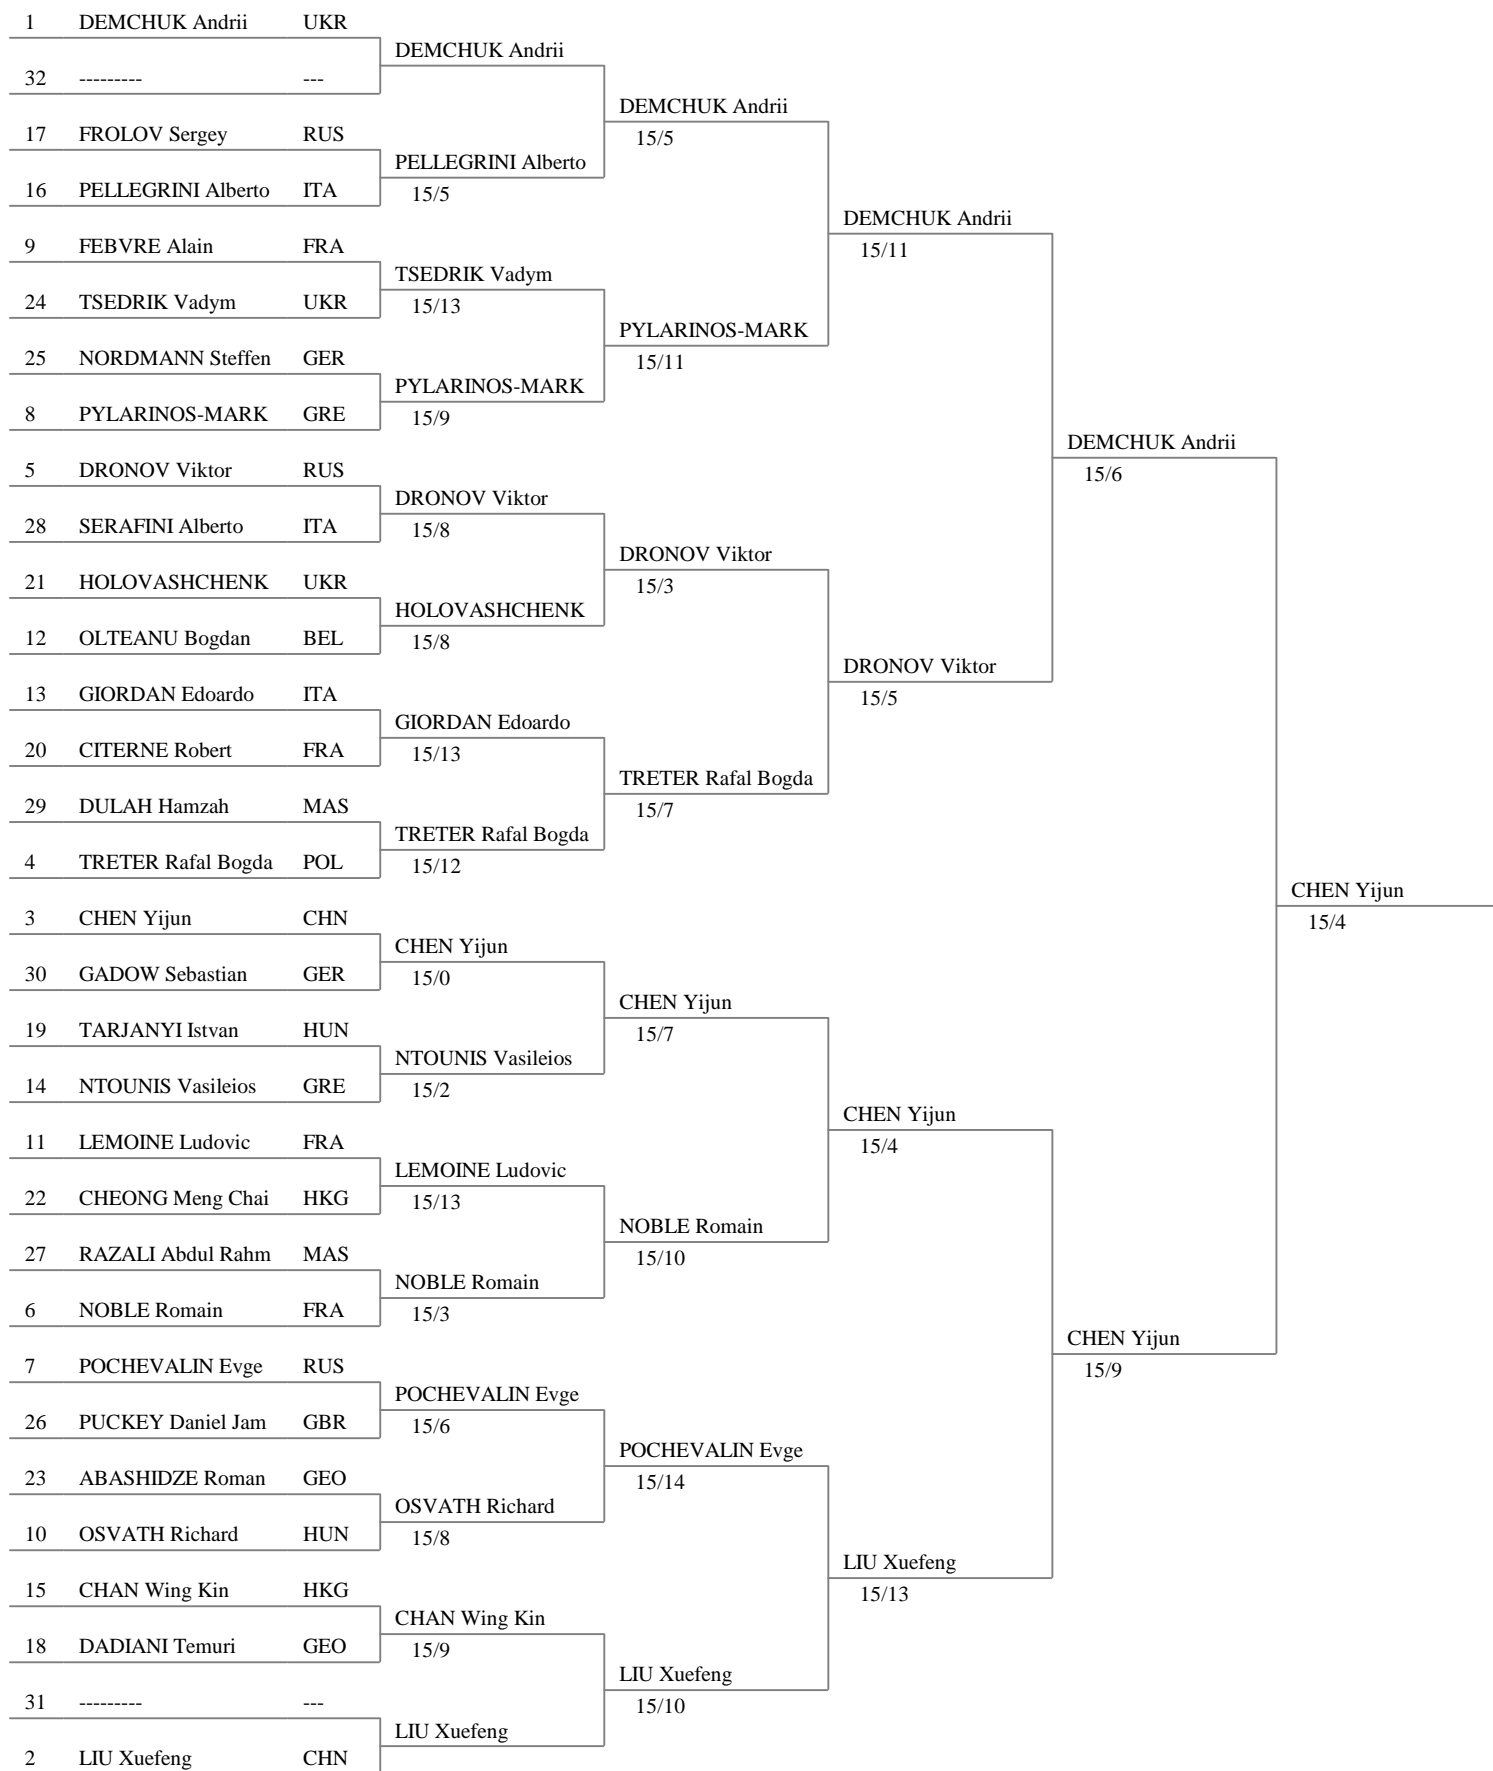 1 DEMCHUK Andrii UKR
DEMCHUK Andrii
32 --------- ---
DEMCHUK Andrii
17 FROLOV Sergey RUS
15/5
PELLEGRINI Alberto
16 PELLEGRINI Alberto ITA
15/5
DEMCHUK Andrii
9 FEBVRE Alain FRA
15/11
TSEDRIK Vadym
24 TSEDRIK Vadym UKR
15/13
PYLARINOS-MARK
25 NORDMANN Steffen GER
15/11
PYLARINOS-MARK
8 PYLARINOS-MARK GRE
15/9
DEMCHUK Andrii
5 DRONOV Viktor RUS
15/6
DRONOV Viktor
28 SERAFINI Alberto ITA
15/8
DRONOV Viktor
21 HOLOVASHCHENK UKR
15/3
HOLOVASHCHENK
12 OLTEANU Bogdan BEL
15/8
DRONOV Viktor
13 GIORDAN Edoardo ITA
15/5
GIORDAN Edoardo
20 CITERNE Robert FRA
15/13
TRETER Rafal Bogda
29 DULAH Hamzah MAS
15/7
TRETER Rafal Bogda
4 TRETER Rafal Bogda POL
15/12
CHEN Yijun
3 CHEN Yijun CHN
15/4
CHEN Yijun
30 GADOW Sebastian GER
15/0
CHEN Yijun
19 TARJANYI Istvan HUN
15/7
NTOUNIS Vasileios
14 NTOUNIS Vasileios GRE
15/2
CHEN Yijun
11 LEMOINE Ludovic FRA
15/4
LEMOINE Ludovic
22 CHEONG Meng Chai HKG
15/13
NOBLE Romain
27 RAZALI Abdul Rahm MAS
15/10
NOBLE Romain
6 NOBLE Romain FRA
15/3
CHEN Yijun
7 POCHEVALIN Evge RUS
15/9
POCHEVALIN Evge
26 PUCKEY Daniel Jam GBR
15/6
POCHEVALIN Evge
23 ABASHIDZE Roman GEO
15/14
OSVATH Richard
10 OSVATH Richard HUN
15/8
LIU Xuefeng
15 CHAN Wing Kin HKG
15/13
CHAN Wing Kin
18 DADIANI Temuri GEO
15/9
LIU Xuefeng
31 --------- ---
15/10
LIU Xuefeng
2 LIU Xuefeng CHN